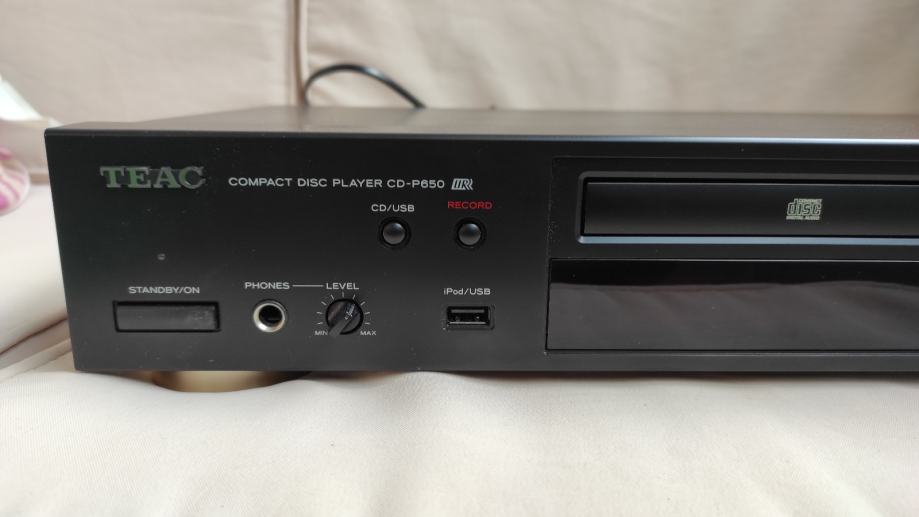 TEAC
COMPACT DISC PLAYER CD-P650
CD/USB
RECORD
COMPACT
disc
DIGITAL AUDIO
STANDBY/ON
PHONES
LEVEL
MIN
MAX
iPod/USB